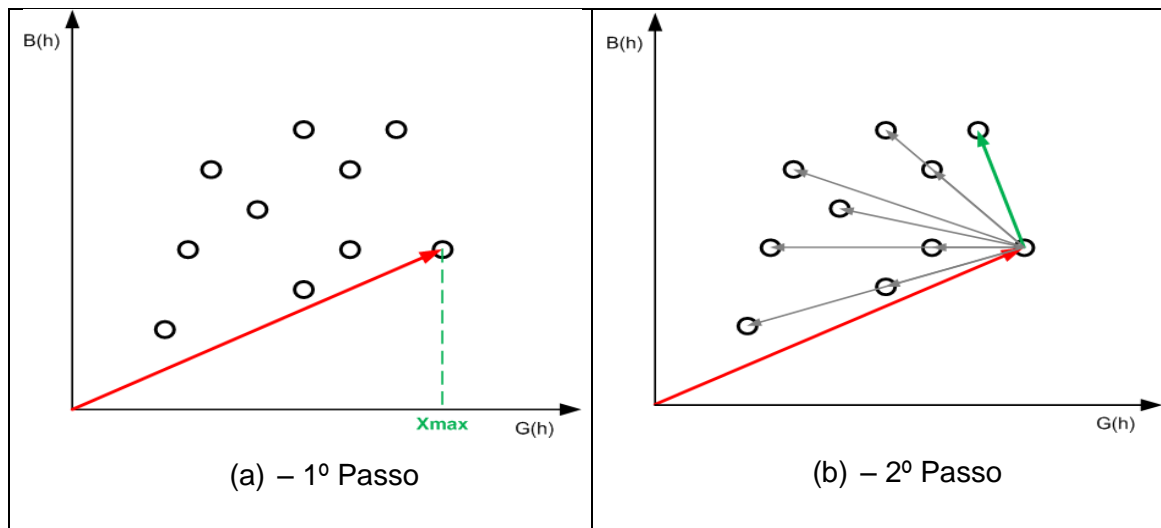 B(h)
Xmax
G(h)
(a) – 1º Passo
B(h)
G(h)
(b) – 2º Passo